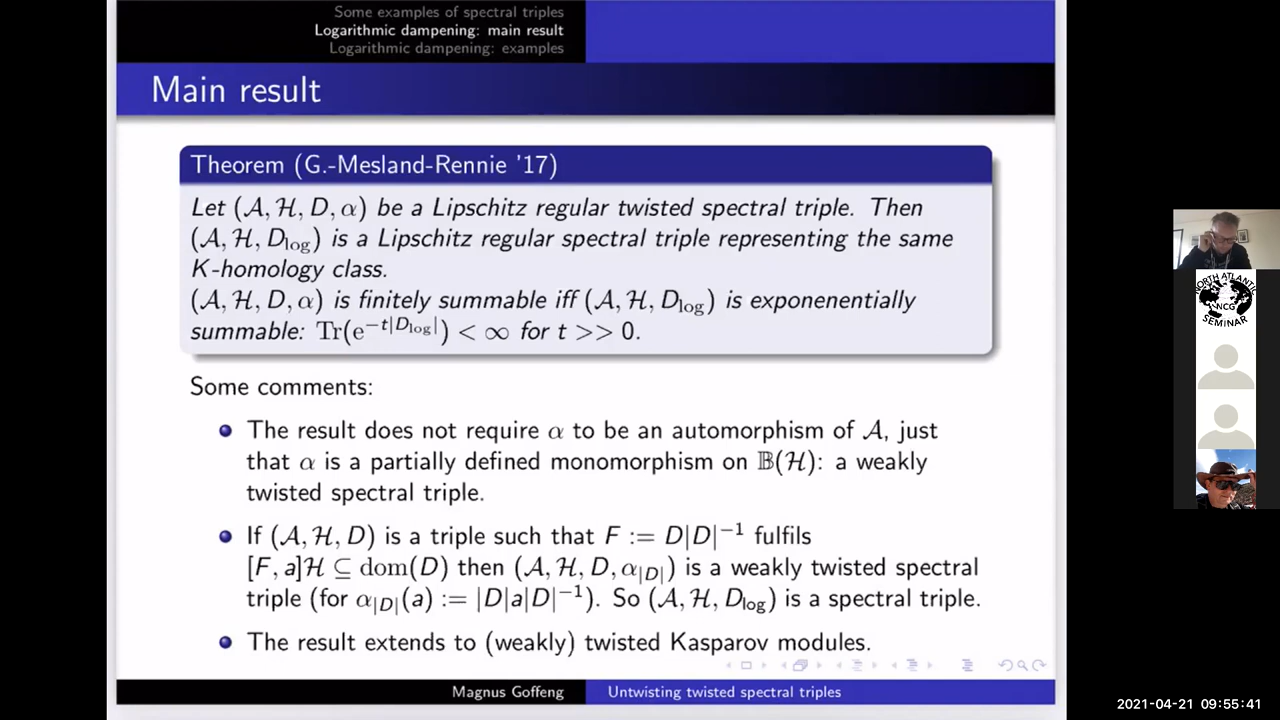 Some examples of spectral triples
Logarithmic dampening: main result
Logarithmic dampening: examples
Main result
Theorem (G.-Mesland-Rennie '17)
Let (𝒜, ℋ, D, α) be a Lipschitz regular twisted spectral triple. Then
(𝒜, ℋ, D_log) is a Lipschitz regular spectral triple representing the same
K-homology class.
(𝒜, ℋ, D, α) is finitely summable iff (𝒜, ℋ, D_log) is exponenentially
summable: Tr(e^{−t|D_log|}) < ∞ for t >> 0.
Some comments:
The result does not require α to be an automorphism of 𝒜, just
that α is a partially defined monomorphism on 𝔹(ℋ): a weakly
twisted spectral triple.
If (𝒜, ℋ, D) is a triple such that F := D|D|^{−1} fulfils
[F, a]ℋ ⊆ dom(D) then (𝒜, ℋ, D, α_{|D|}) is a weakly twisted spectral
triple (for α_{|D|}(a) := |D|a|D|^{−1}). So (𝒜, ℋ, D_log) is a spectral triple.
The result extends to (weakly) twisted Kasparov modules.
Magnus Goffeng
Untwisting twisted spectral triples
NORTH ATLANTIC
NCG
SEMINAR
2021-04-21 09:55:41